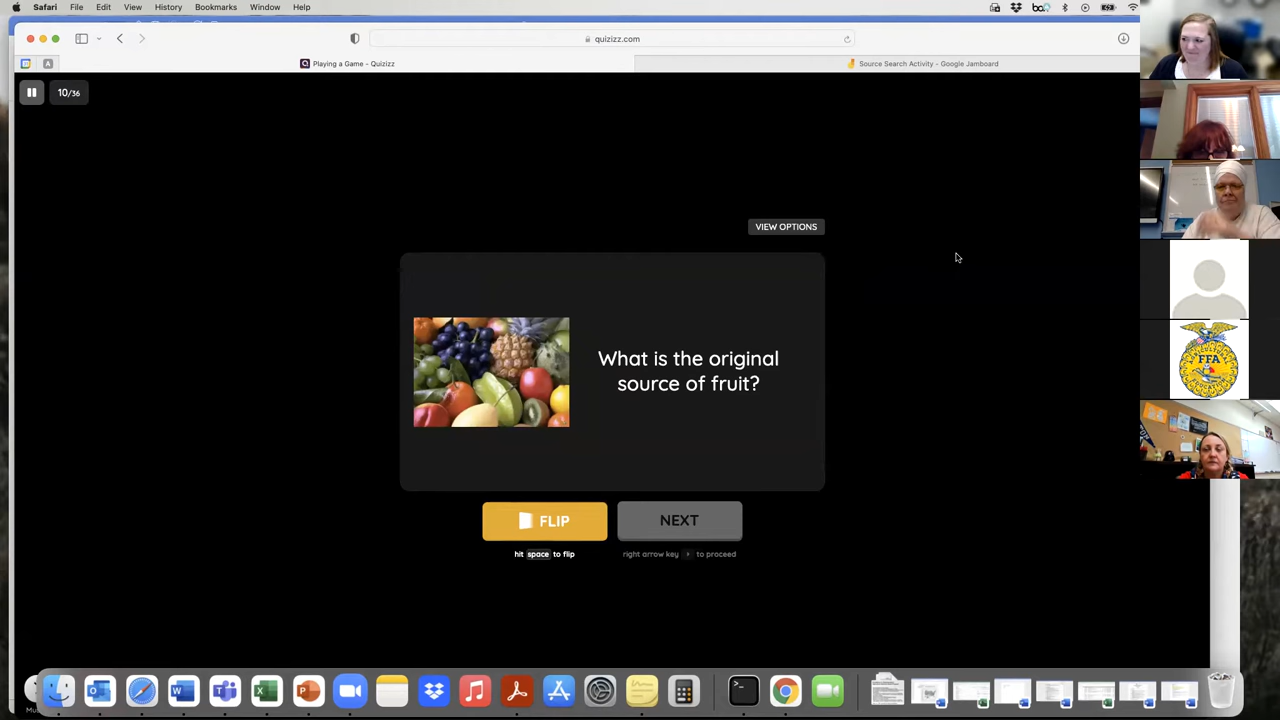 Safari File Edit View History Bookmarks Window Help
quizizz.com
Playing a Game - Quizizz
Source Search Activity - Google Jamboard
10/36
VIEW OPTIONS
What is the original
source of fruit?
FLIP
NEXT
hit space to flip
right arrow key › to proceed
FFA